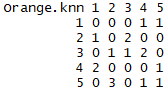 Orange.knn 1 2 3 4 5
1 0 0 0 1 1
2 1 0 2 0 0
3 0 1 1 2 0
4 2 0 0 0 1
5 0 3 0 1 1